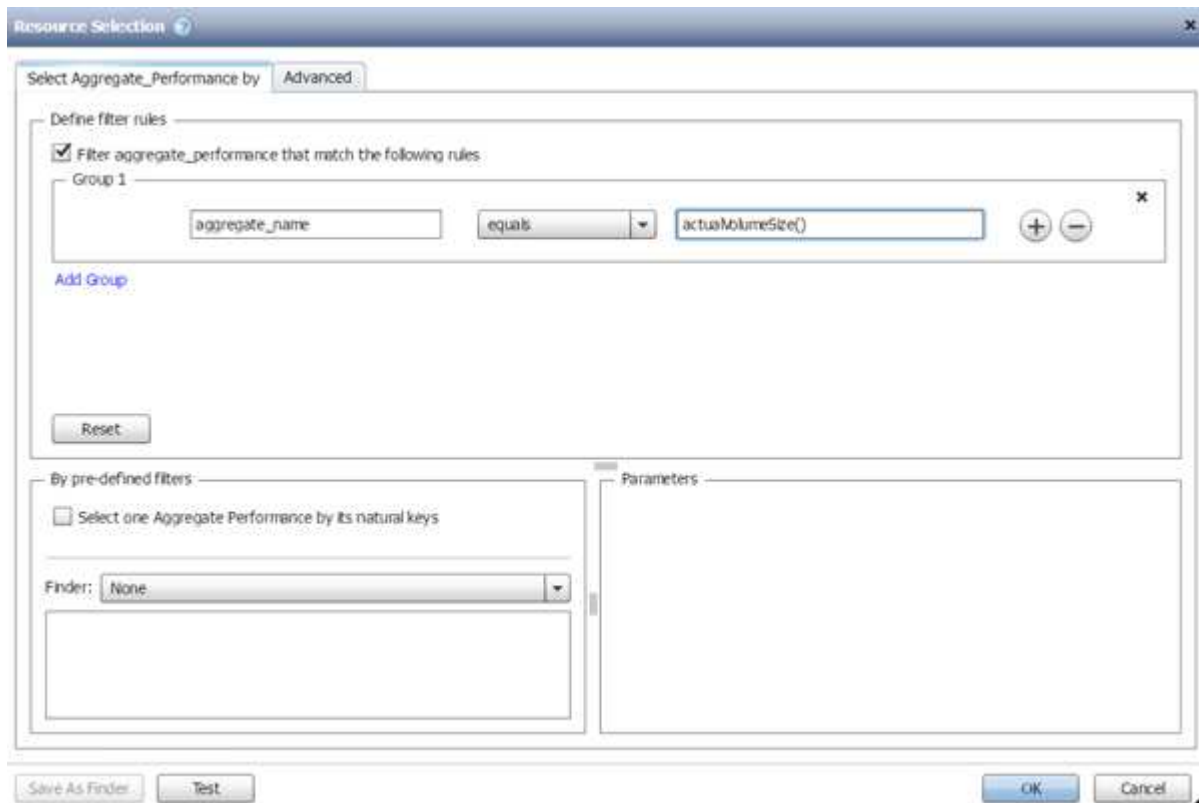 Resource Selection
Select Aggregate_Performance by
Advanced
Define filter rules
Filter aggregate_performance that match the following rules
Group 1
aggregate_name
equals
actualVolumeSize()
Add Group
Reset
By pre-defined filters
Select one Aggregate Performance by its natural keys
Finder:
None
Parameters
Save As Finder
Test
OK
Cancel